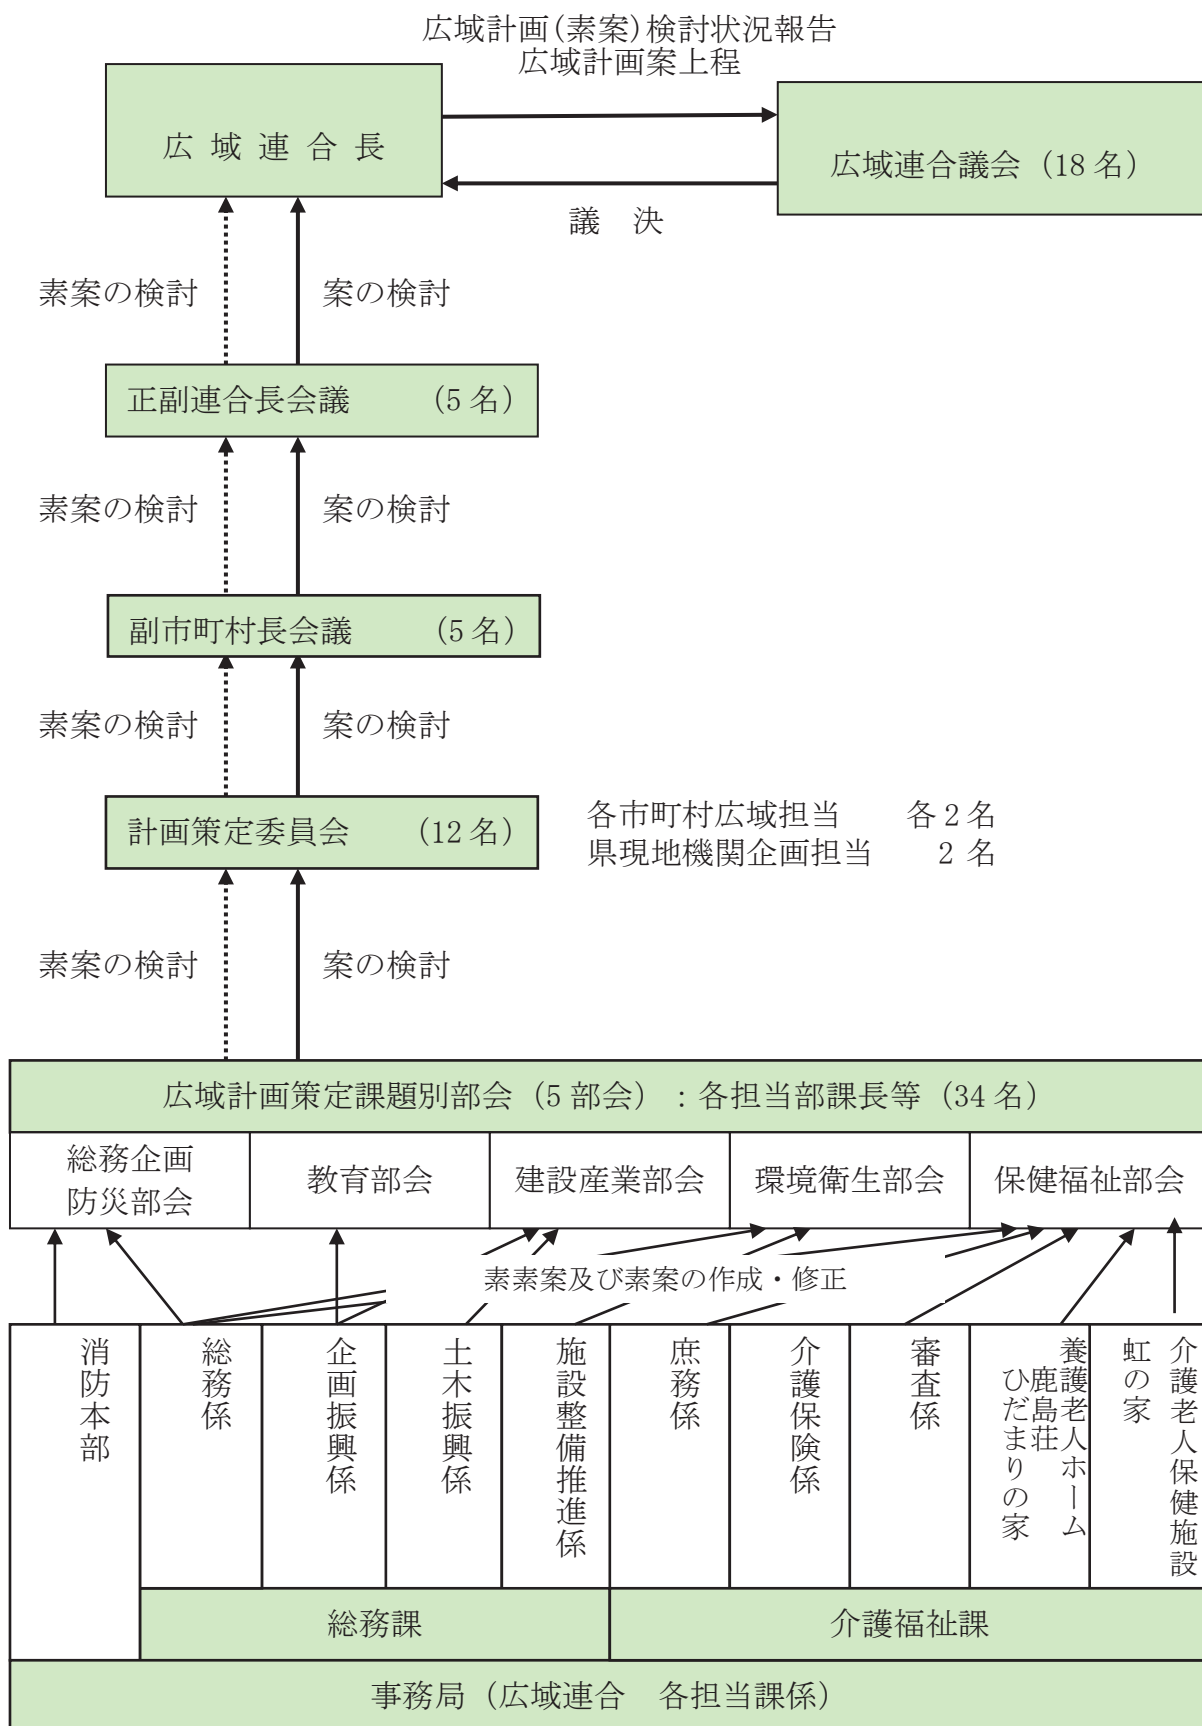 広域計画(素案)検討状況報告
広域計画案上程
広域連合長
広域連合議会（18名）
議　決
素案の検討
案の検討
正副連合長会議　（5名）
素案の検討
案の検討
副市町村長会議　（5名）
素案の検討
案の検討
計画策定委員会　（12名）
各市町村広域担当　各2名
県現地機関企画担当　2名
素案の検討
案の検討
広域計画策定課題別部会（5部会）：各担当部課長等（34名）
総務企画
防災部会
教育部会
建設産業部会
環境衛生部会
保健福祉部会
素素案及び素案の作成・修正
消防本部
総務係
企画振興係
土木振興係
施設整備推進係
庶務係
介護保険係
審査係
養護老人ホーム
鹿島荘
ひだまりの家
介護老人保健施設
虹の家
総務課
介護福祉課
事務局（広域連合　各担当課係）